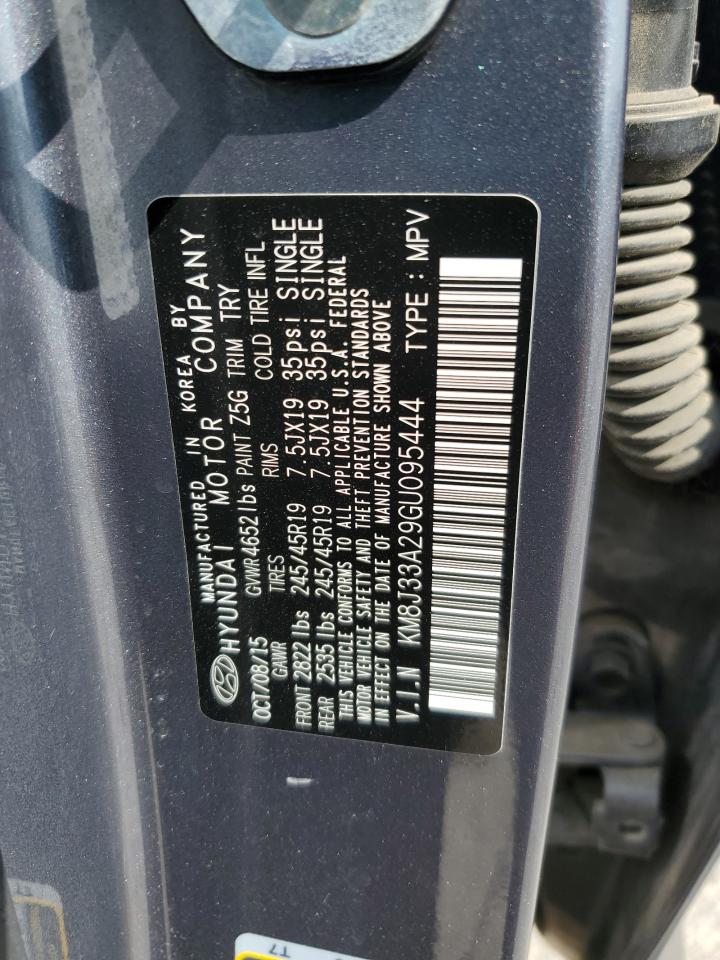 MANUFACTURED IN KOREA BY
HYUNDAI MOTOR COMPANY
OCT/08/15 GVWR 4652 lbs PAINT Z5G TRIM TRY
GAWR TIRES RIMS COLD TIRE INFL
FRONT 2822 lbs 245/45R19 7.5JX19 35psi SINGLE
REAR 2535 lbs 245/45R19 7.5JX19 35psi SINGLE
THIS VEHICLE CONFORMS TO ALL APPLICABLE U.S.A. FEDERAL
MOTOR VEHICLE SAFETY AND THEFT PREVENTION STANDARDS
IN EFFECT ON THE DATE OF MANUFACTURE SHOWN ABOVE
V.I.N KM8J33A29GU095444 TYPE : MPV
T7